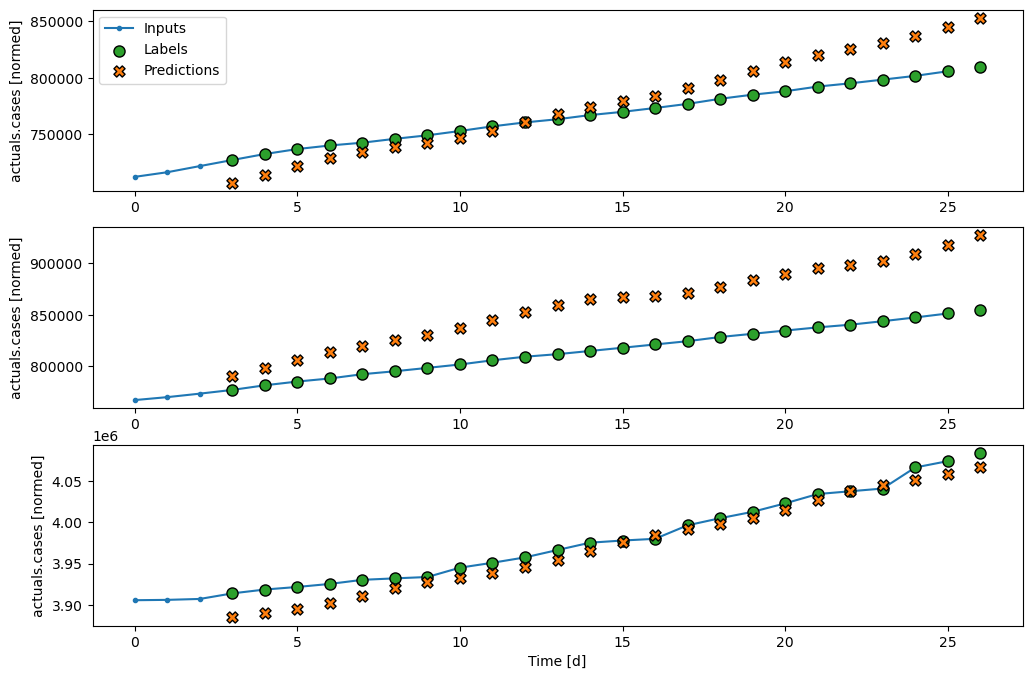 850000
800000
750000
actuals.cases [normed]
Inputs
Labels
Predictions
0 5 10 15 20 25
900000
850000
800000
actuals.cases [normed]
0 5 10 15 20 25
1e6
4.05
4.00
3.95
3.90
actuals.cases [normed]
0 5 10 15 20 25
Time [d]